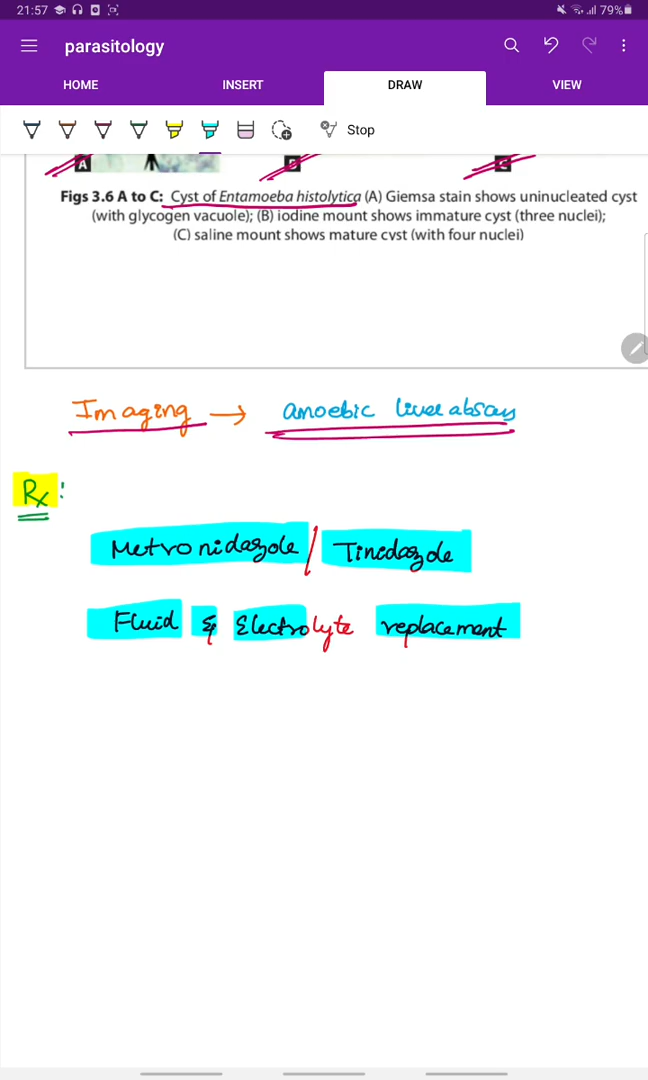 21:57 79%
parasitology
HOME INSERT DRAW VIEW
Stop
A B C
Figs 3.6 A to C: Cyst of Entamoeba histolytica (A) Giemsa stain shows uninucleated cyst
(with glycogen vacuole); (B) iodine mount shows immature cyst (three nuclei);
(C) saline mount shows mature cyst (with four nuclei)
Imaging → amoebic liver abscess
Rx:
Metronidazole / Tinidazole
Fluid & Electrolyte replacement